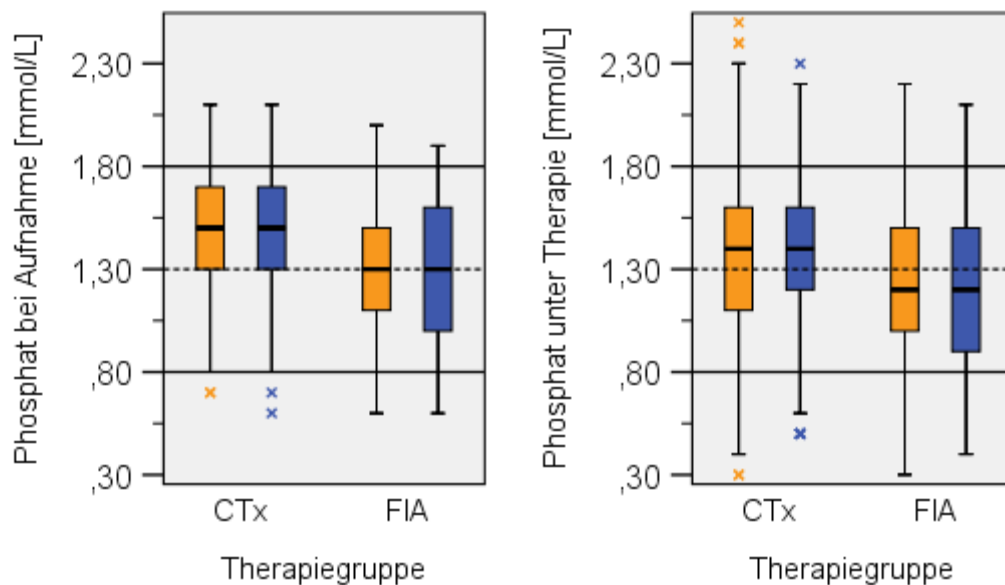 Phosphat bei Aufnahme [mmol/L]
2,30
1,80
1,30
,80
,30
CTx
FIA
Therapiegruppe
Phosphat unter Therapie [mmol/L]
2,30
1,80
1,30
,80
,30
CTx
FIA
Therapiegruppe